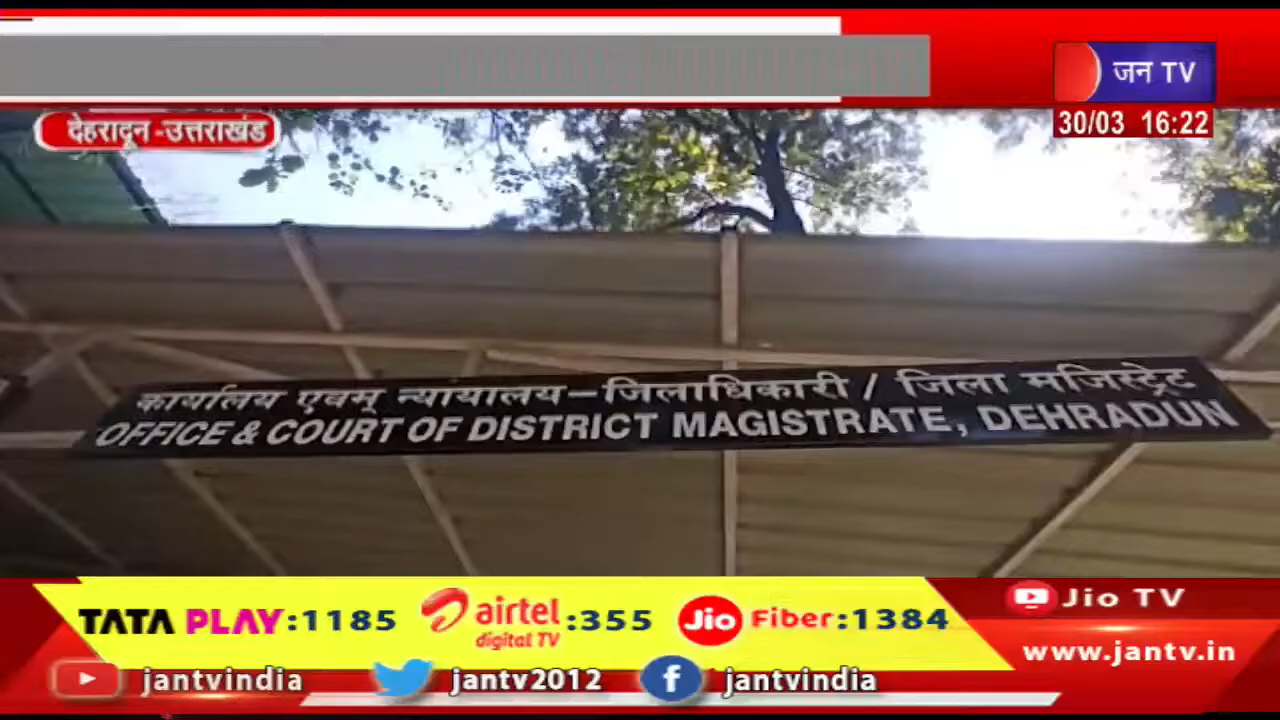 जन TV
30/03 16:22
देहरादून -उत्तराखंड
कार्यालय एवम् न्यायालय–जिलाधिकारी / जिला मजिस्ट्रेट
OFFICE & COURT OF DISTRICT MAGISTRATE, DEHRADUN
TATA PLAY:1185 airtel digital TV:355 Jio Fiber:1384
Jio TV
www.jantv.in
jantvindia jantv2012 jantvindia